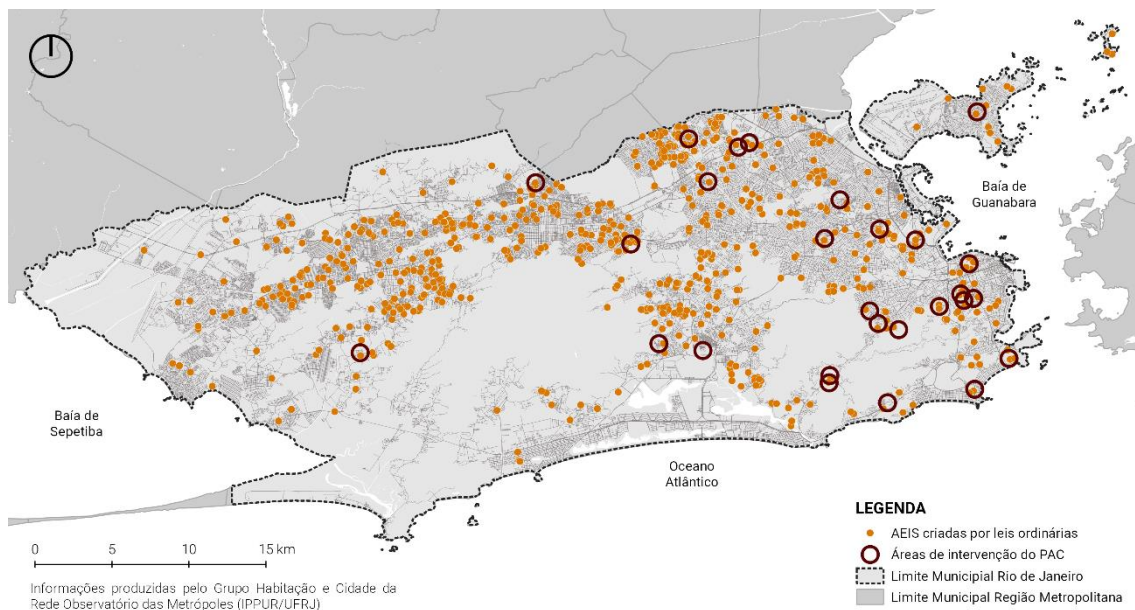 Baía de
Guanabara
Baía de
Sepetiba
Oceano
Atlântico
LEGENDA
AEIS criadas por leis ordinárias
Áreas de intervenção do PAC
Limite Municipal Rio de Janeiro
Limite Municipal Região Metropolitana
0 5 10 15 km
Informações produzidas pelo Grupo Habitação e Cidade da
Rede Observatório das Metrópoles (IPPUR/UFRJ)